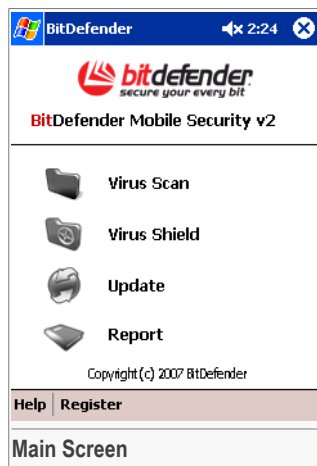 BitDefender 2:24
bitdefender
secure your every bit
BitDefender Mobile Security v2
Virus Scan
Virus Shield
Update
Report
Copyright (c) 2007 BitDefender
Help Register
Main Screen